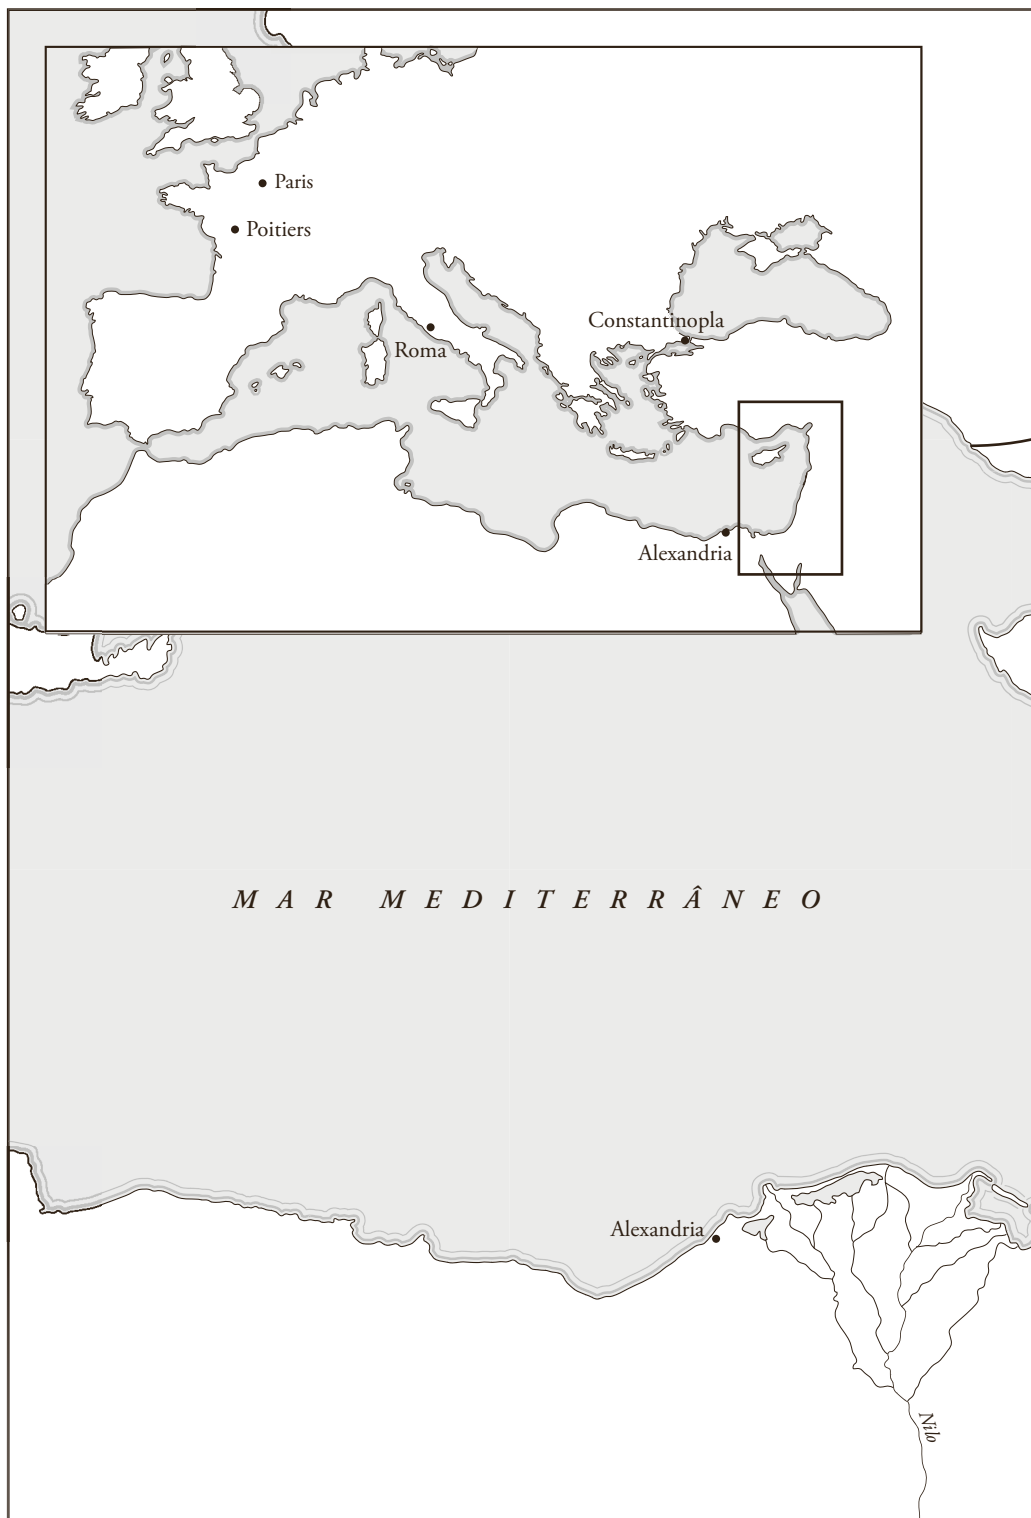 Paris
Poitiers
Constantinopla
Roma
Alexandria
MAR MEDITERRÂNEO
Alexandria
Nilo